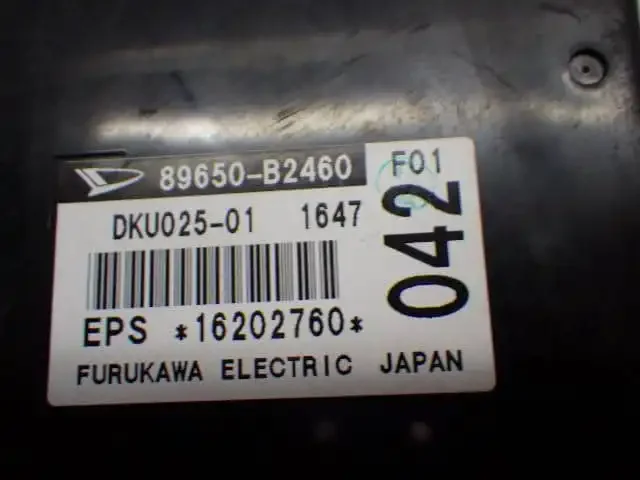 89650-B2460 F01
DKU025-01 1647
042
EPS *16202760*
FURUKAWA ELECTRIC JAPAN